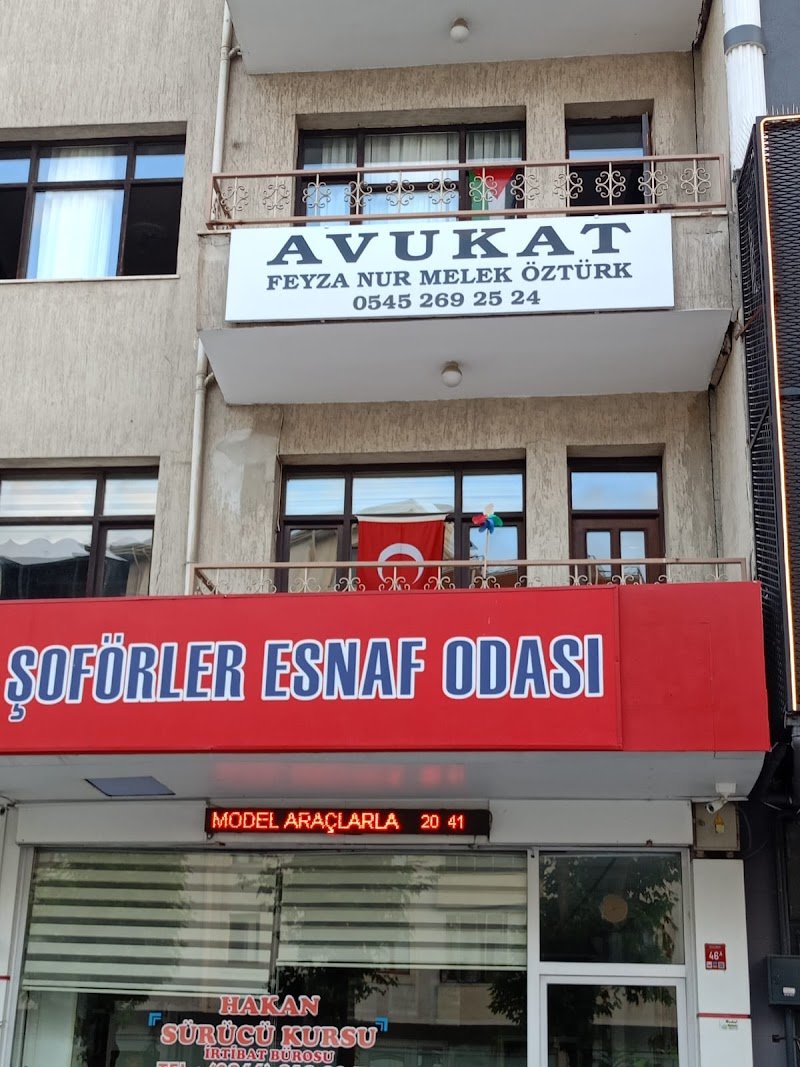 AVUKAT
FEYZA NUR MELEK ÖZTÜRK
0545 269 25 24
ŞOFÖRLER ESNAF ODASI
MODEL ARAÇLARLA 20 41
46A
HAKAN
SÜRÜCÜ KURSU
İRTİBAT BÜROSU